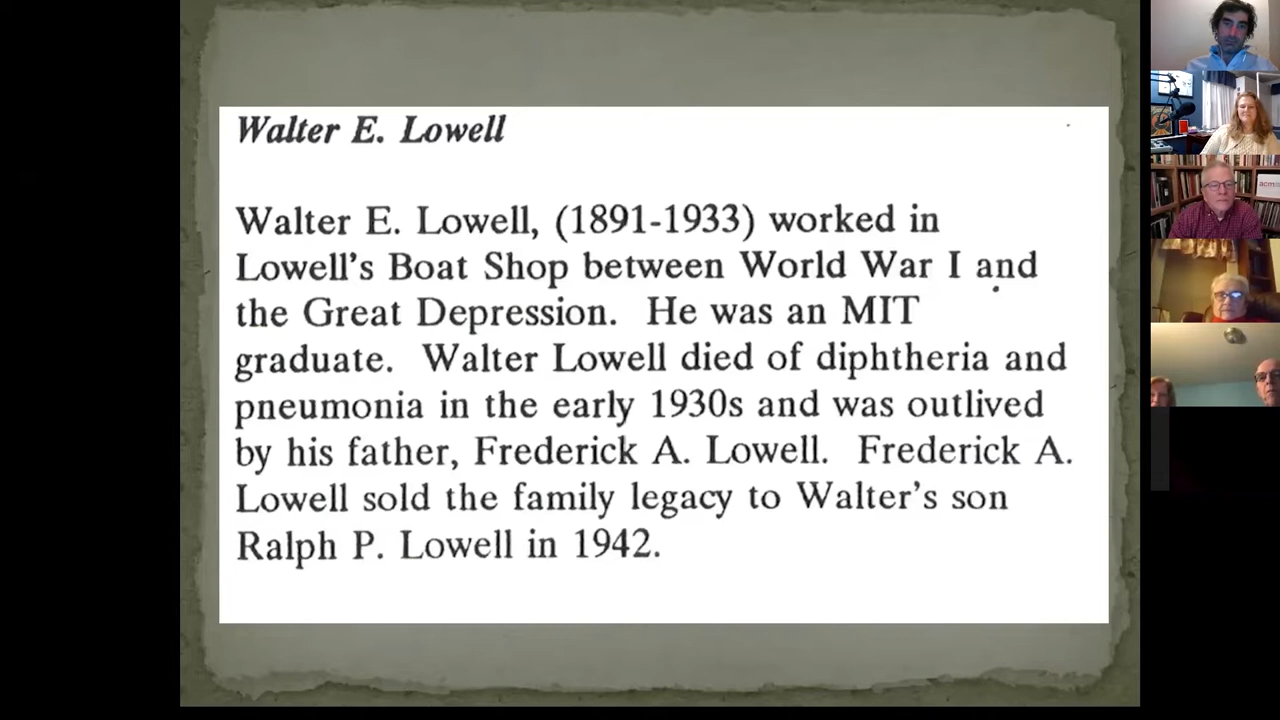 Walter E. Lowell
Walter E. Lowell, (1891-1933) worked in
Lowell's Boat Shop between World War I and
the Great Depression.  He was an MIT
graduate.  Walter Lowell died of diphtheria and
pneumonia in the early 1930s and was outlived
by his father, Frederick A. Lowell.  Frederick A.
Lowell sold the family legacy to Walter's son
Ralph P. Lowell in 1942.
acm